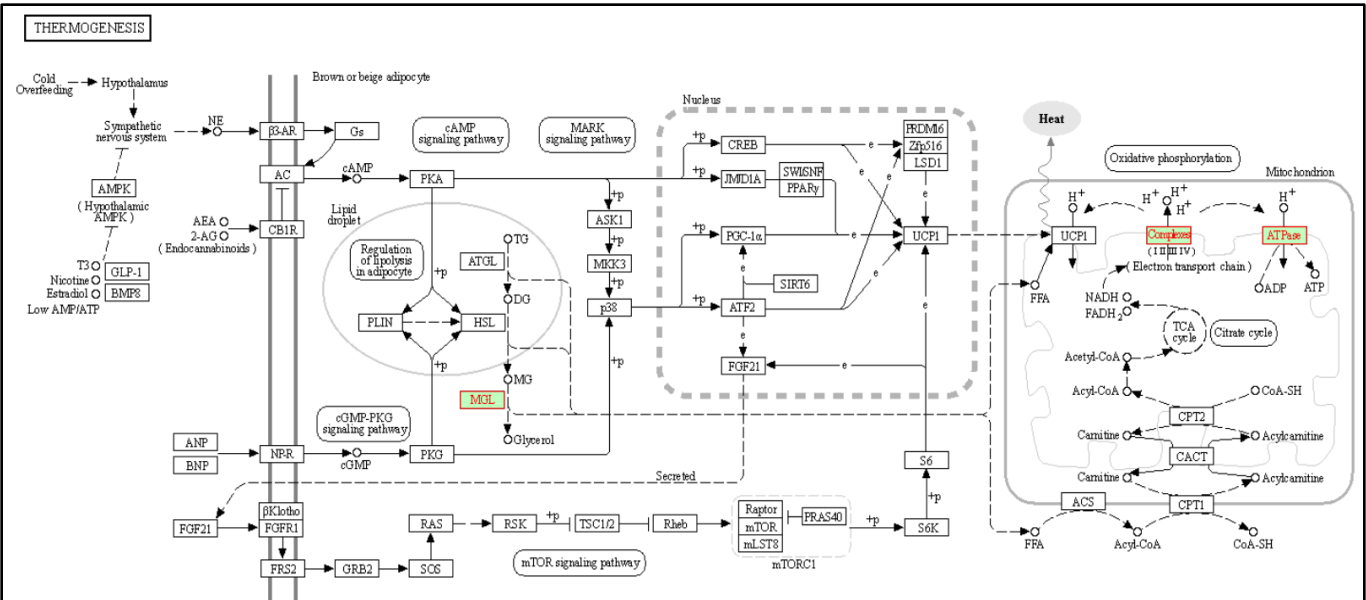 THERMOGENESIS
Cold
Overfeeding
Hypothalamus
Sympathetic
nervous system
NE
AMPK
( Hypothalamic
AMPK )
T3
Nicotine
Estradiol
Low AMP/ATP
GLP-1
BMP8
Brown or beige adipocyte
β3-AR
Gs
AC
cAMP
AEA
2-AG
( Endocannabinoids )
CB1R
cAMP
signaling pathway
MARK
signaling pathway
PKA
Lipid
droplet
Regulation
of lipolysis
in adipocyte
+p
PLIN
HSL
+p
ATGL
TG
DG
MG
MGL
Glycerol
cGMP-PKG
signaling pathway
ANP
BNP
NP-R
cGMP
PKG
+p
ASK1
+p
MKK3
+p
p38
+p
Nucleus
+p
CREB
+p
JMJD1A
SWI/SNF
PPARγ
+p
PGC-1α
e
SIRT6
+p
ATF2
e
FGF21
e
e
e
e
e
e
e
PRDM16
Zfp516
LSD1
e
UCP1
e
Secreted
FGF21
βKlotho
FGFR1
FRS2
GRB2
SOS
RAS
RSK
+p
TSC1/2
Rheb
mTOR signaling pathway
Raptor
mTOR
mLST8
PRAS40
mTORC1
+p
S6K
+p
S6
Heat
Oxidative phosphorylation
Mitochondrion
H+
H+
H+
H+
H+
UCP1
Complexes
( I II III IV )
( Electron transport chain )
ATPase
ADP
ATP
FFA
NADH
FADH2
TCA
cycle
Citrate cycle
Acetyl-CoA
Acyl-CoA
CoA-SH
CPT2
Carnitine
Acylcarnitine
CACT
Carnitine
Acylcarnitine
ACS
CPT1
FFA
Acyl-CoA
CoA-SH